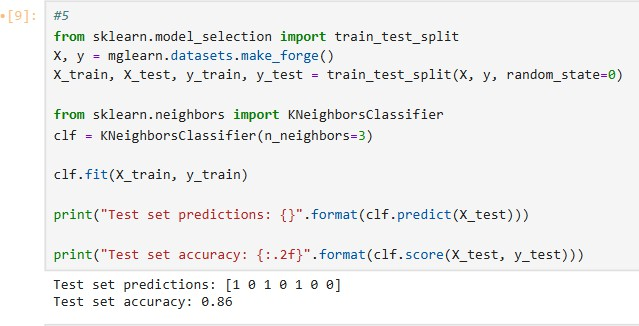 [9]:
#5
from sklearn.model_selection import train_test_split
X, y = mglearn.datasets.make_forge()
X_train, X_test, y_train, y_test = train_test_split(X, y, random_state=0)
from sklearn.neighbors import KNeighborsClassifier
clf = KNeighborsClassifier(n_neighbors=3)
clf.fit(X_train, y_train)
print("Test set predictions: {}".format(clf.predict(X_test)))
print("Test set accuracy: {:.2f}".format(clf.score(X_test, y_test)))
Test set predictions: [1 0 1 0 1 0 0]
Test set accuracy: 0.86